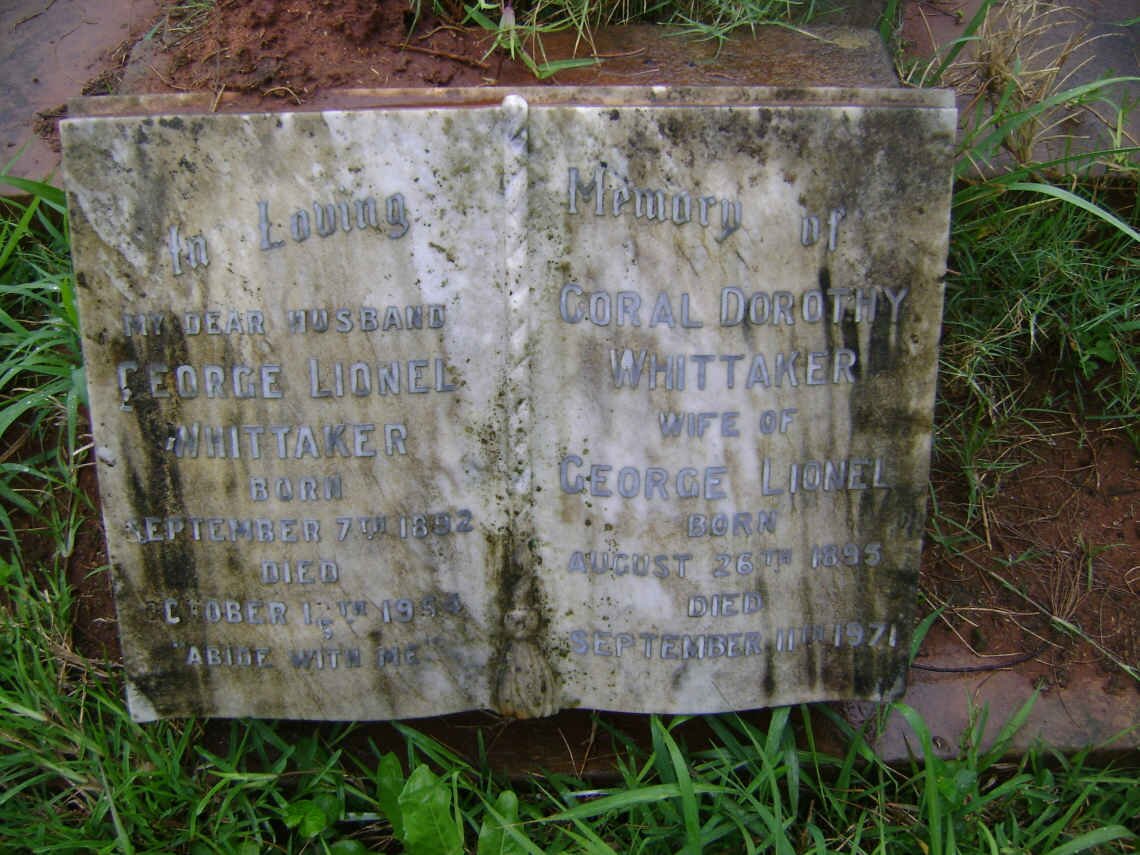 In Loving
MY DEAR HUSBAND
GEORGE LIONEL
WHITTAKER
BORN
SEPTEMBER 7TH 1892
DIED
OCTOBER
"ABIDE WITH ME"
Memory of
CORAL DOROTHY
WHITTAKER
WIFE OF
GEORGE LIONEL
BORN
AUGUST 26TH 1895
DIED
SEPTEMBER 11TH 1971